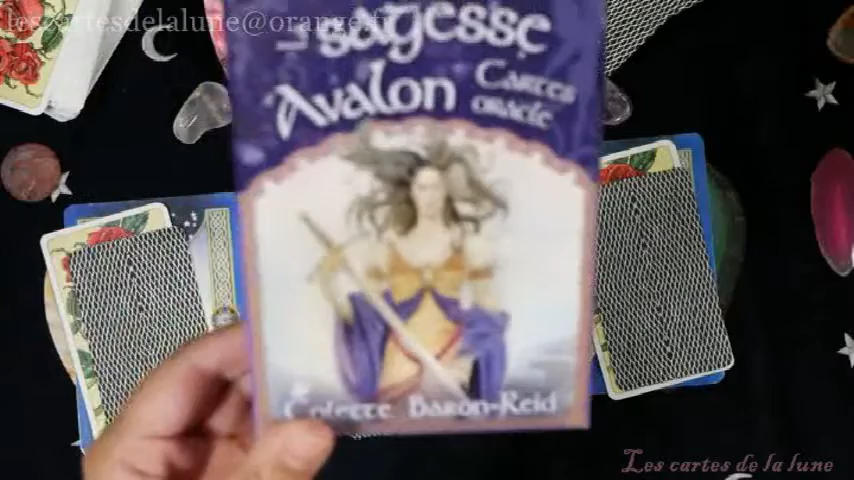 lescartesdelalune@orange.fr
sagesse
Avalon Cartes
oracle
Colette Baron-Reid
Les cartes de la lune